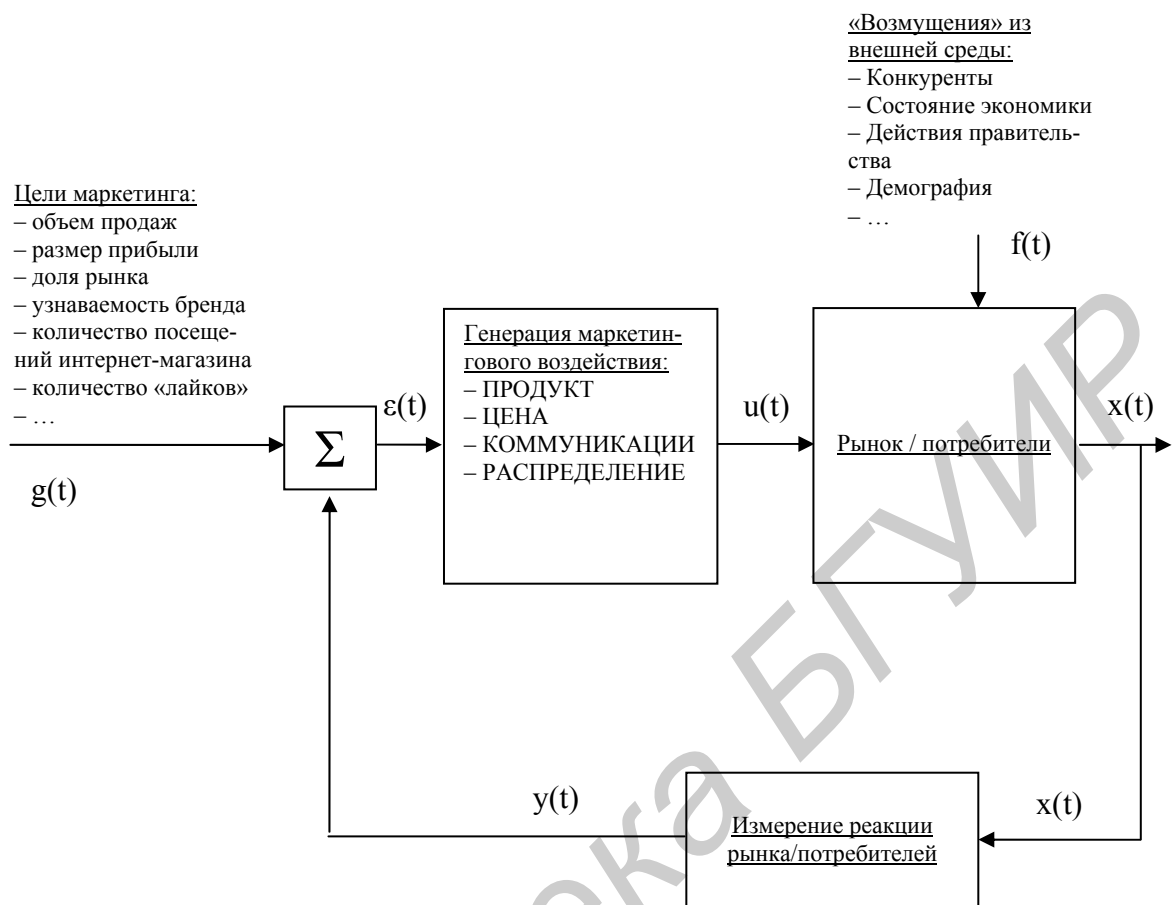 «Возмущения» из
внешней среды:
– Конкуренты
– Состояние экономики
– Действия правитель-
ства
– Демография
– …
f(t)
Цели маркетинга:
– объем продаж
– размер прибыли
– доля рынка
– узнаваемость бренда
– количество посеще-
ний интернет-магазина
– количество «лайков»
– …
g(t)
Σ
ε(t)
Генерация маркетин-
гового воздействия:
– ПРОДУКТ
– ЦЕНА
– КОММУНИКАЦИИ
– РАСПРЕДЕЛЕНИЕ
u(t)
Рынок / потребители
x(t)
y(t)
Измерение реакции
рынка/потребителей
x(t)
ека БГУИР